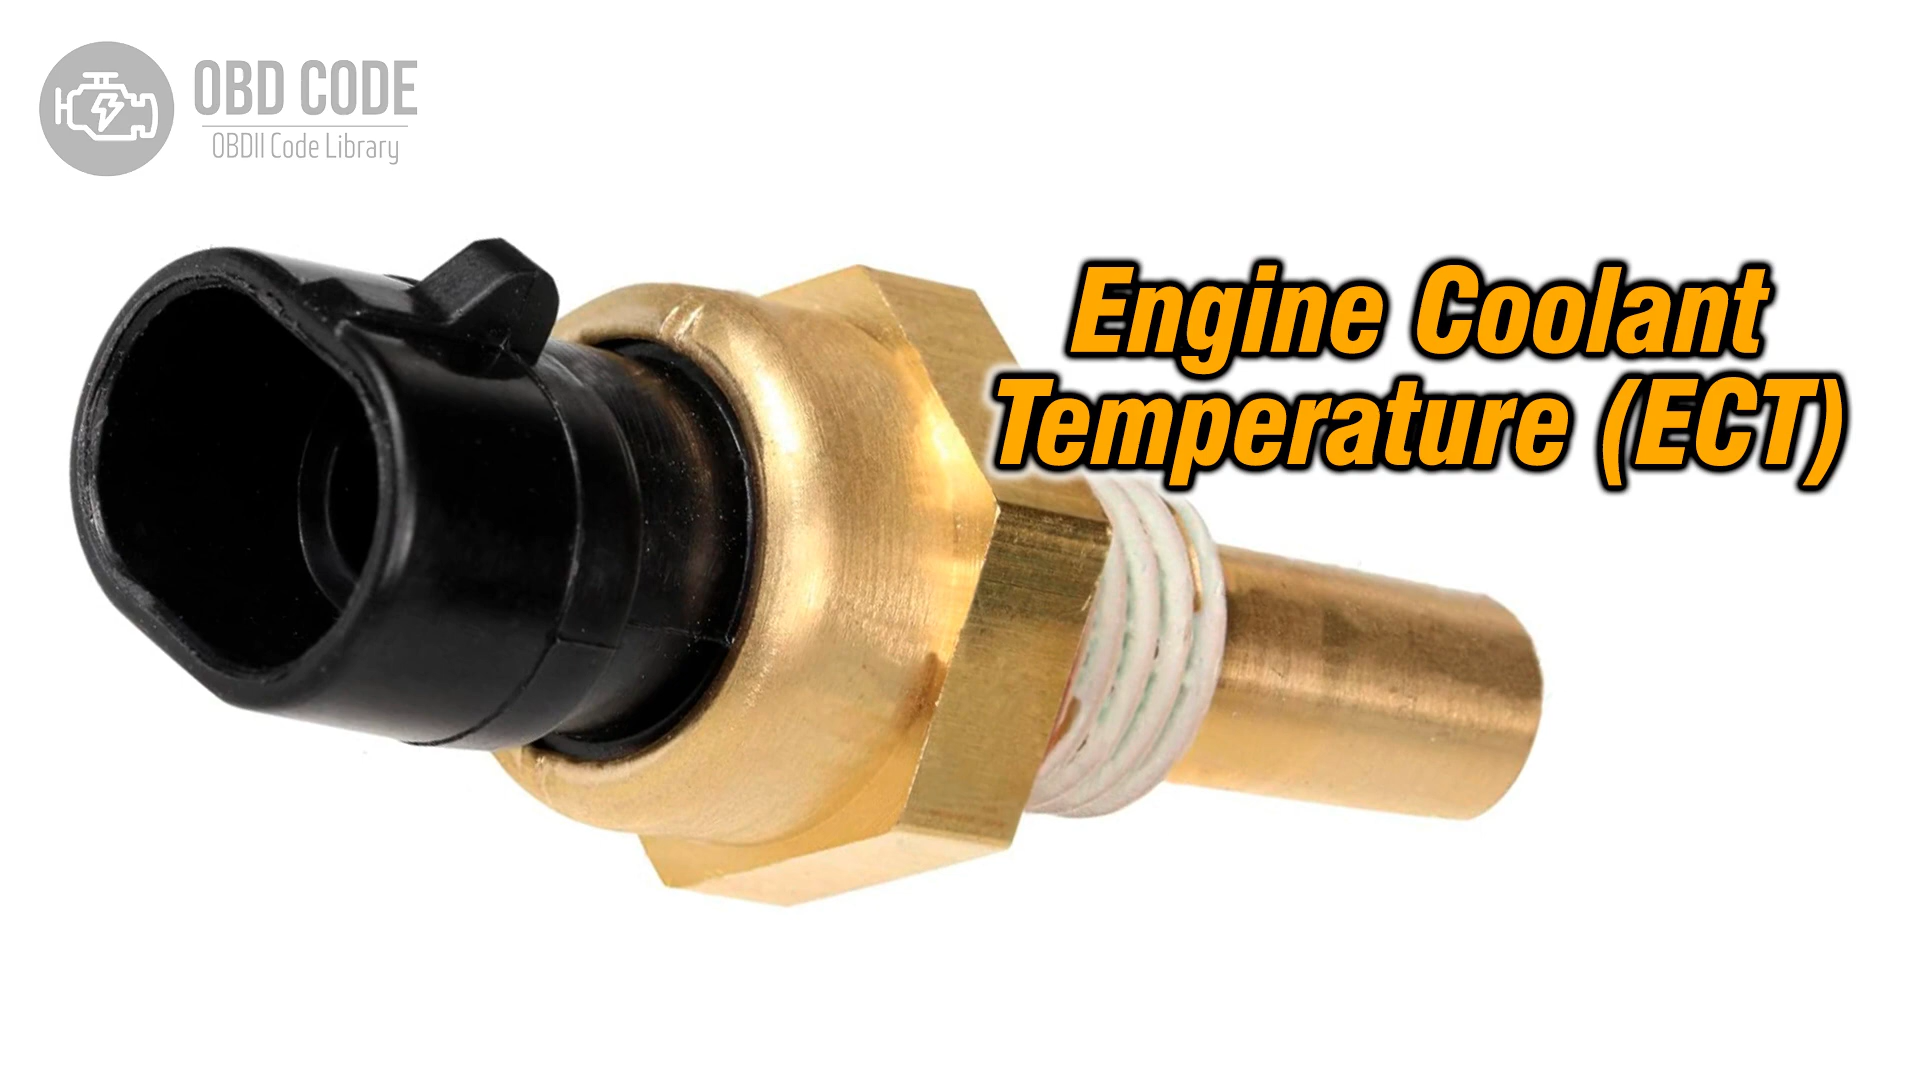 OBD CODE
OBDII Code Library
Engine Coolant
Temperature (ECT)